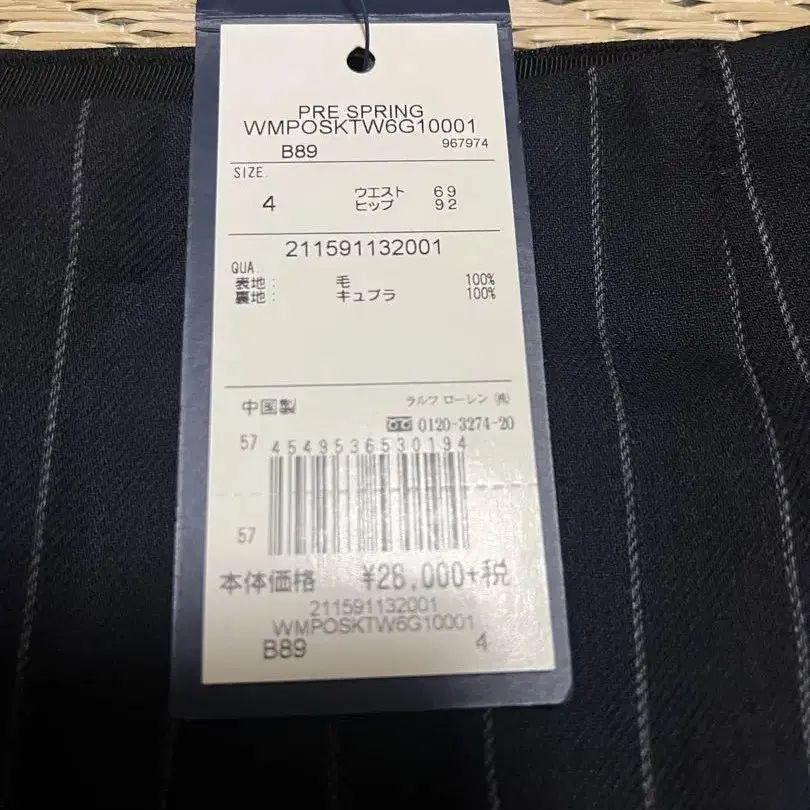 PRE SPRING
WMPOSKTW6G10001
B89 967974
SIZE.
4 ウエスト 69
ヒップ 92
211591132001
QUA.
表地: 毛 100%
裏地: キュプラ 100%
中国製 ラルフ ローレン ㈱
0120-3274-20
57 4549536530194
57
本体価格 ¥28,000+税
211591132001
WMPOSKTW6G10001
B89 4